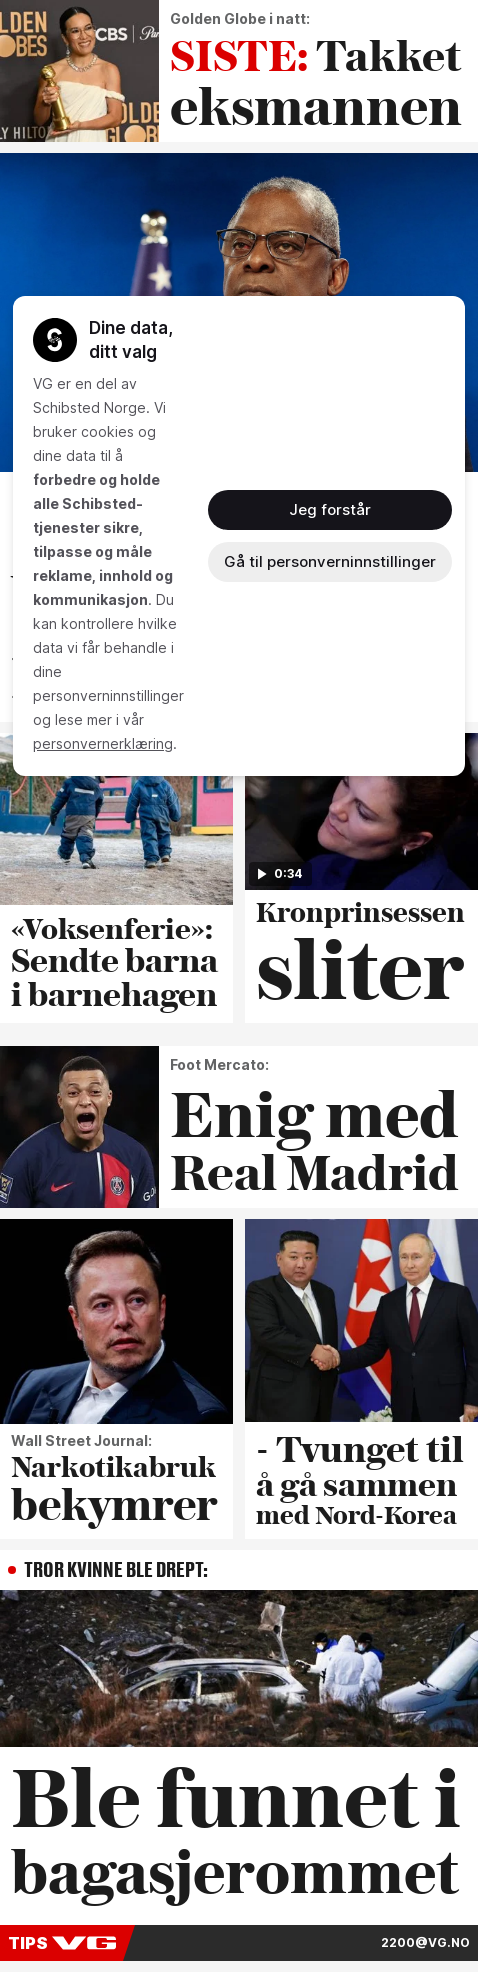 Golden Globe i natt:
SISTE: Takket
eksmannen
Dine data,
ditt valg
VG er en del av
Schibsted Norge. Vi
bruker cookies og
dine data til å
forbedre og holde
alle Schibsted-
tjenester sikre,
tilpasse og måle
reklame, innhold og
kommunikasjon. Du
kan kontrollere hvilke
data vi får behandle i
dine
personverninnstillinger
og lese mer i vår
personvernerklæring.
Jeg forstår
Gå til personverninnstillinger
0:34
«Voksenferie»:
Sendte barna
i barnehagen
Kronprinsessen
sliter
Foot Mercato:
Enig med
Real Madrid
Wall Street Journal:
Narkotikabruk
bekymrer
- Tvunget til
å gå sammen
med Nord-Korea
TROR KVINNE BLE DREPT:
Ble funnet i
bagasjerommet
TIPS VG
2200@VG.NO